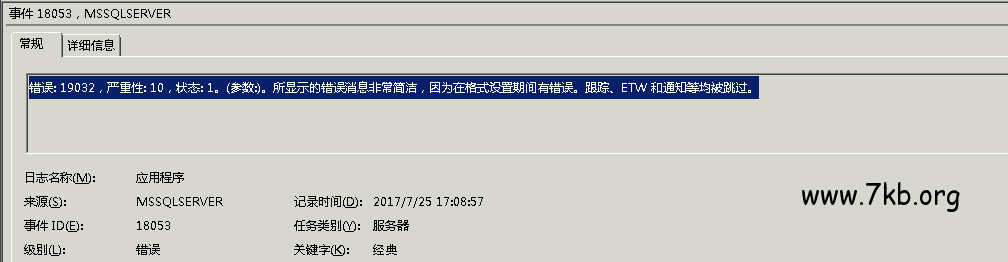 事件 18053，MSSQLSERVER
常规 详细信息
错误: 19032，严重性: 10，状态: 1。(参数:)。所显示的错误消息非常简洁，因为在格式设置期间有错误。跟踪、ETW 和通知等均被跳过。
日志名称(M): 应用程序
来源(S): MSSQLSERVER 记录时间(D): 2017/7/25 17:08:57
事件 ID(E): 18053 任务类别(Y): 服务器
级别(L): 错误 关键字(K): 经典
www.7kb.org